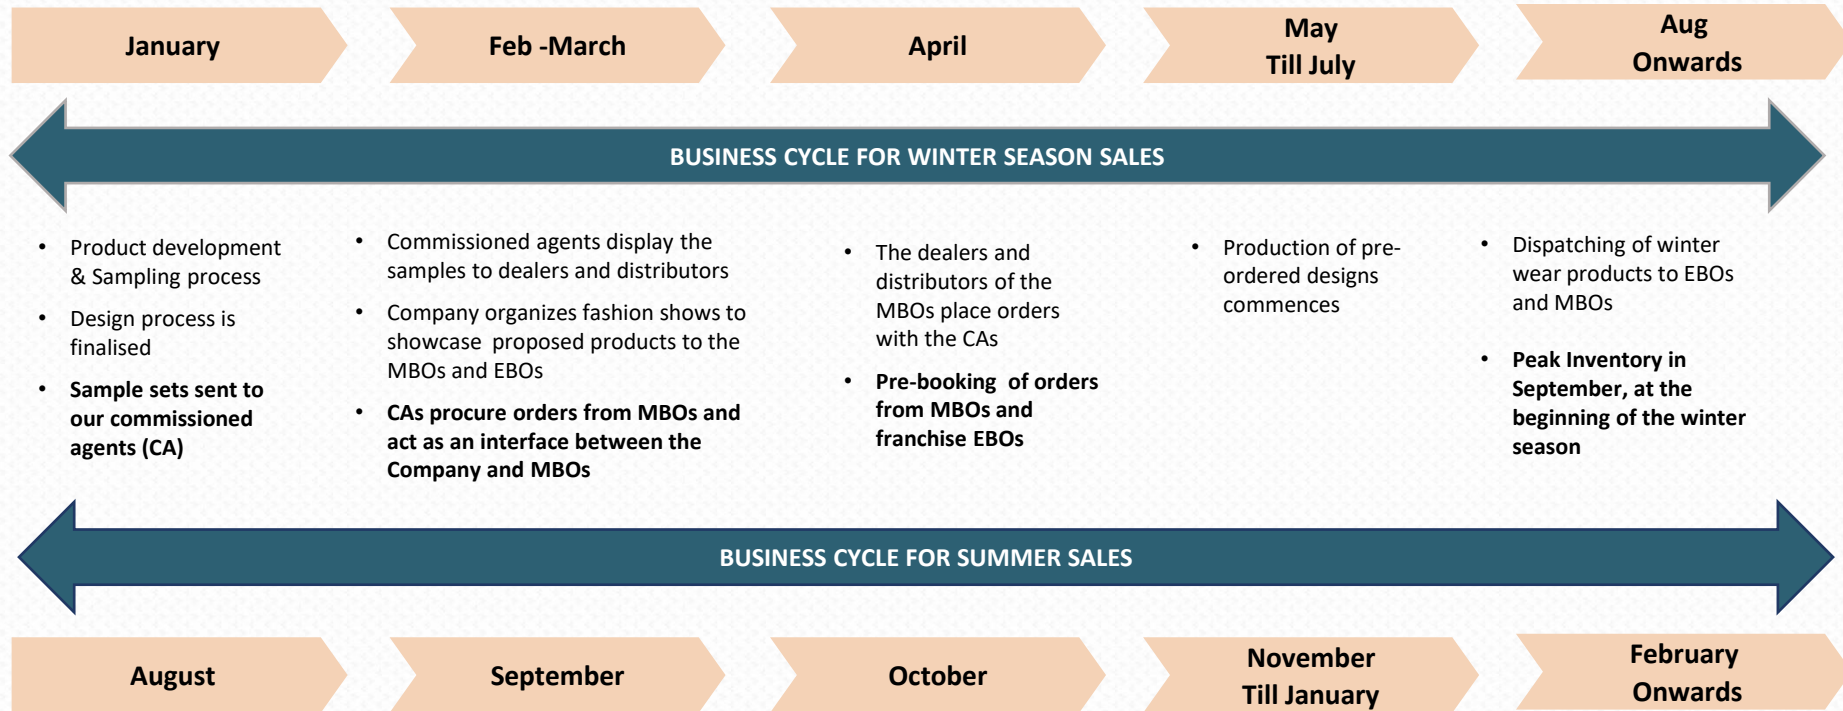 January
Feb -March
April
May
Till July
Aug
Onwards
BUSINESS CYCLE FOR WINTER SEASON SALES
• Product development
& Sampling process
• Design process is
finalised
• Sample sets sent to
our commissioned
agents (CA)
• Commissioned agents display the
samples to dealers and distributors
• Company organizes fashion shows to
showcase proposed products to the
MBOs and EBOs
• CAs procure orders from MBOs and
act as an interface between the
Company and MBOs
• The dealers and
distributors of the
MBOs place orders
with the CAs
• Pre-booking of orders
from MBOs and
franchise EBOs
• Production of pre-
ordered designs
commences
• Dispatching of winter
wear products to EBOs
and MBOs
• Peak Inventory in
September, at the
beginning of the winter
season
BUSINESS CYCLE FOR SUMMER SALES
August
September
October
November
Till January
February
Onwards